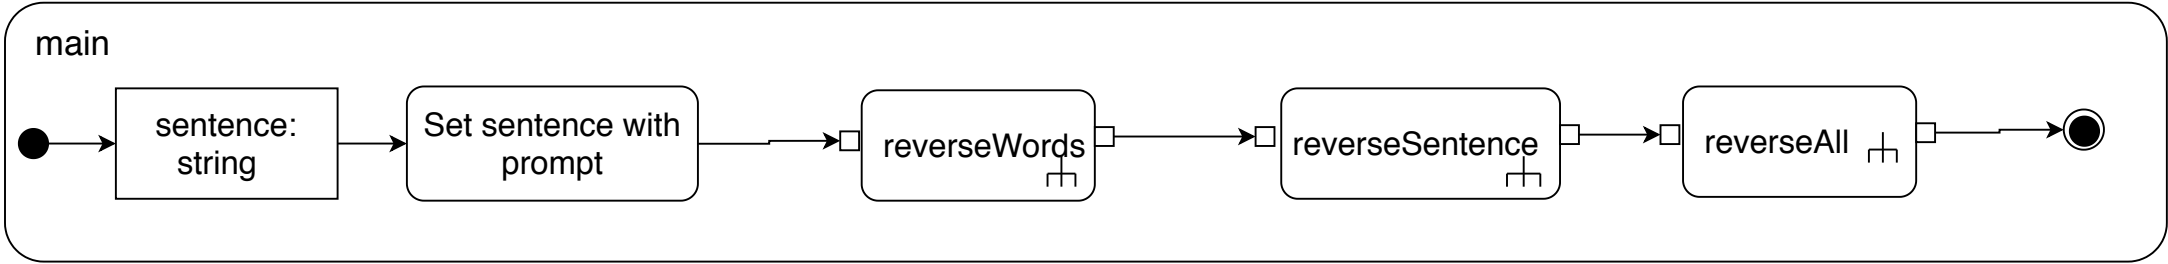 main
sentence:
string
Set sentence with
prompt
reverseWords
reverseSentence
reverseAll